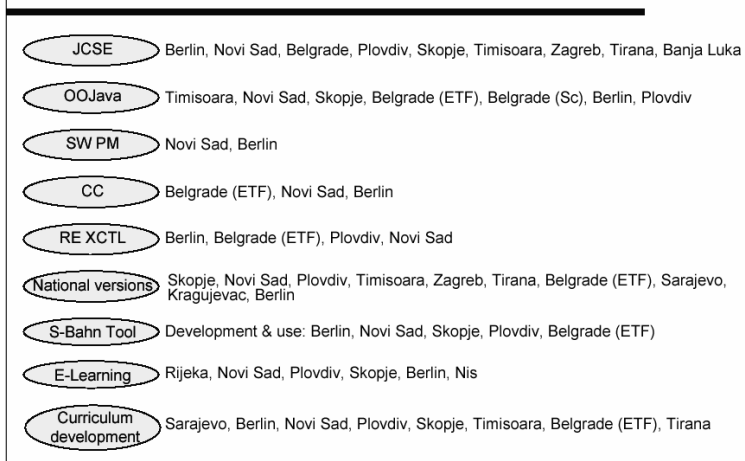 JCSE Berlin, Novi Sad, Belgrade, Plovdiv, Skopje, Timisoara, Zagreb, Tirana, Banja Luka
OOJava Timisoara, Novi Sad, Skopje, Belgrade (ETF), Belgrade (Sc), Berlin, Plovdiv
SW PM Novi Sad, Berlin
CC Belgrade (ETF), Novi Sad, Berlin
RE XCTL Berlin, Belgrade (ETF), Plovdiv, Novi Sad
National versions Skopje, Novi Sad, Plovdiv, Timisoara, Zagreb, Tirana, Belgrade (ETF), Sarajevo,
Kragujevac, Berlin
S-Bahn Tool Development & use: Berlin, Novi Sad, Skopje, Plovdiv, Belgrade (ETF)
E-Learning Rijeka, Novi Sad, Plovdiv, Skopje, Berlin, Nis
Curriculum
development Sarajevo, Berlin, Novi Sad, Plovdiv, Skopje, Timisoara, Belgrade (ETF), Tirana